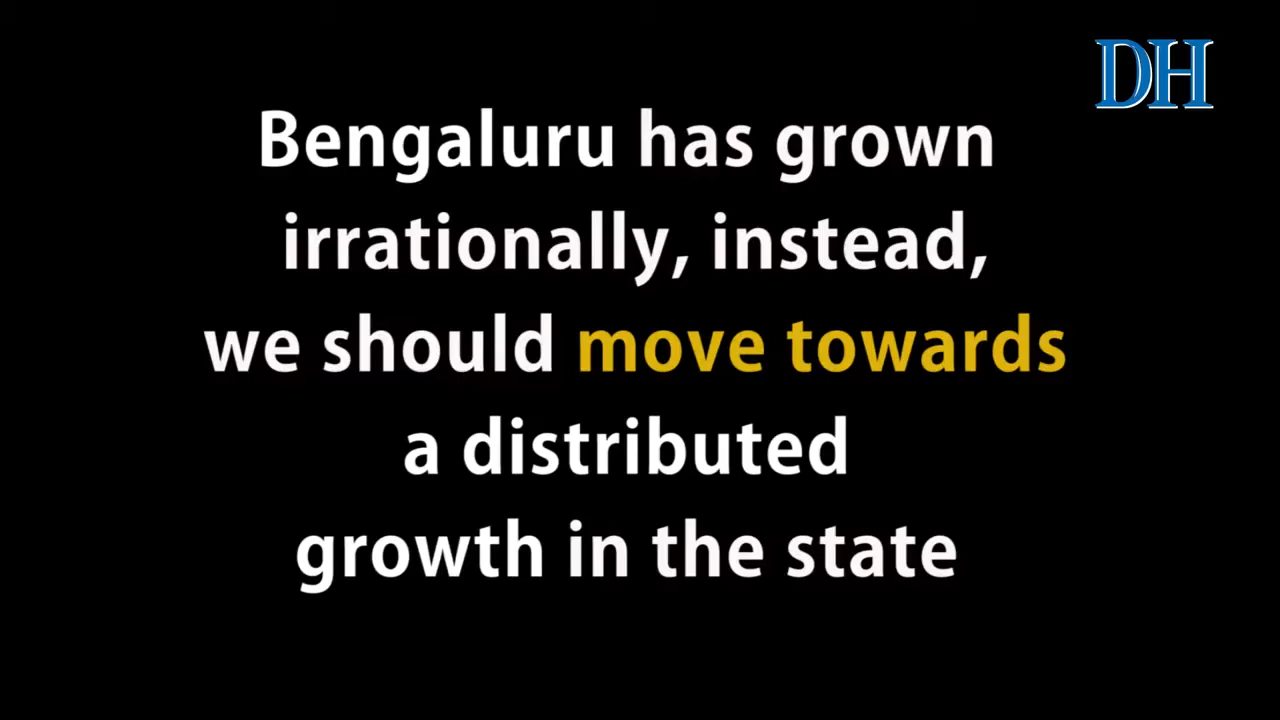 DH
Bengaluru has grown
irrationally, instead,
we should move towards
a distributed
growth in the state